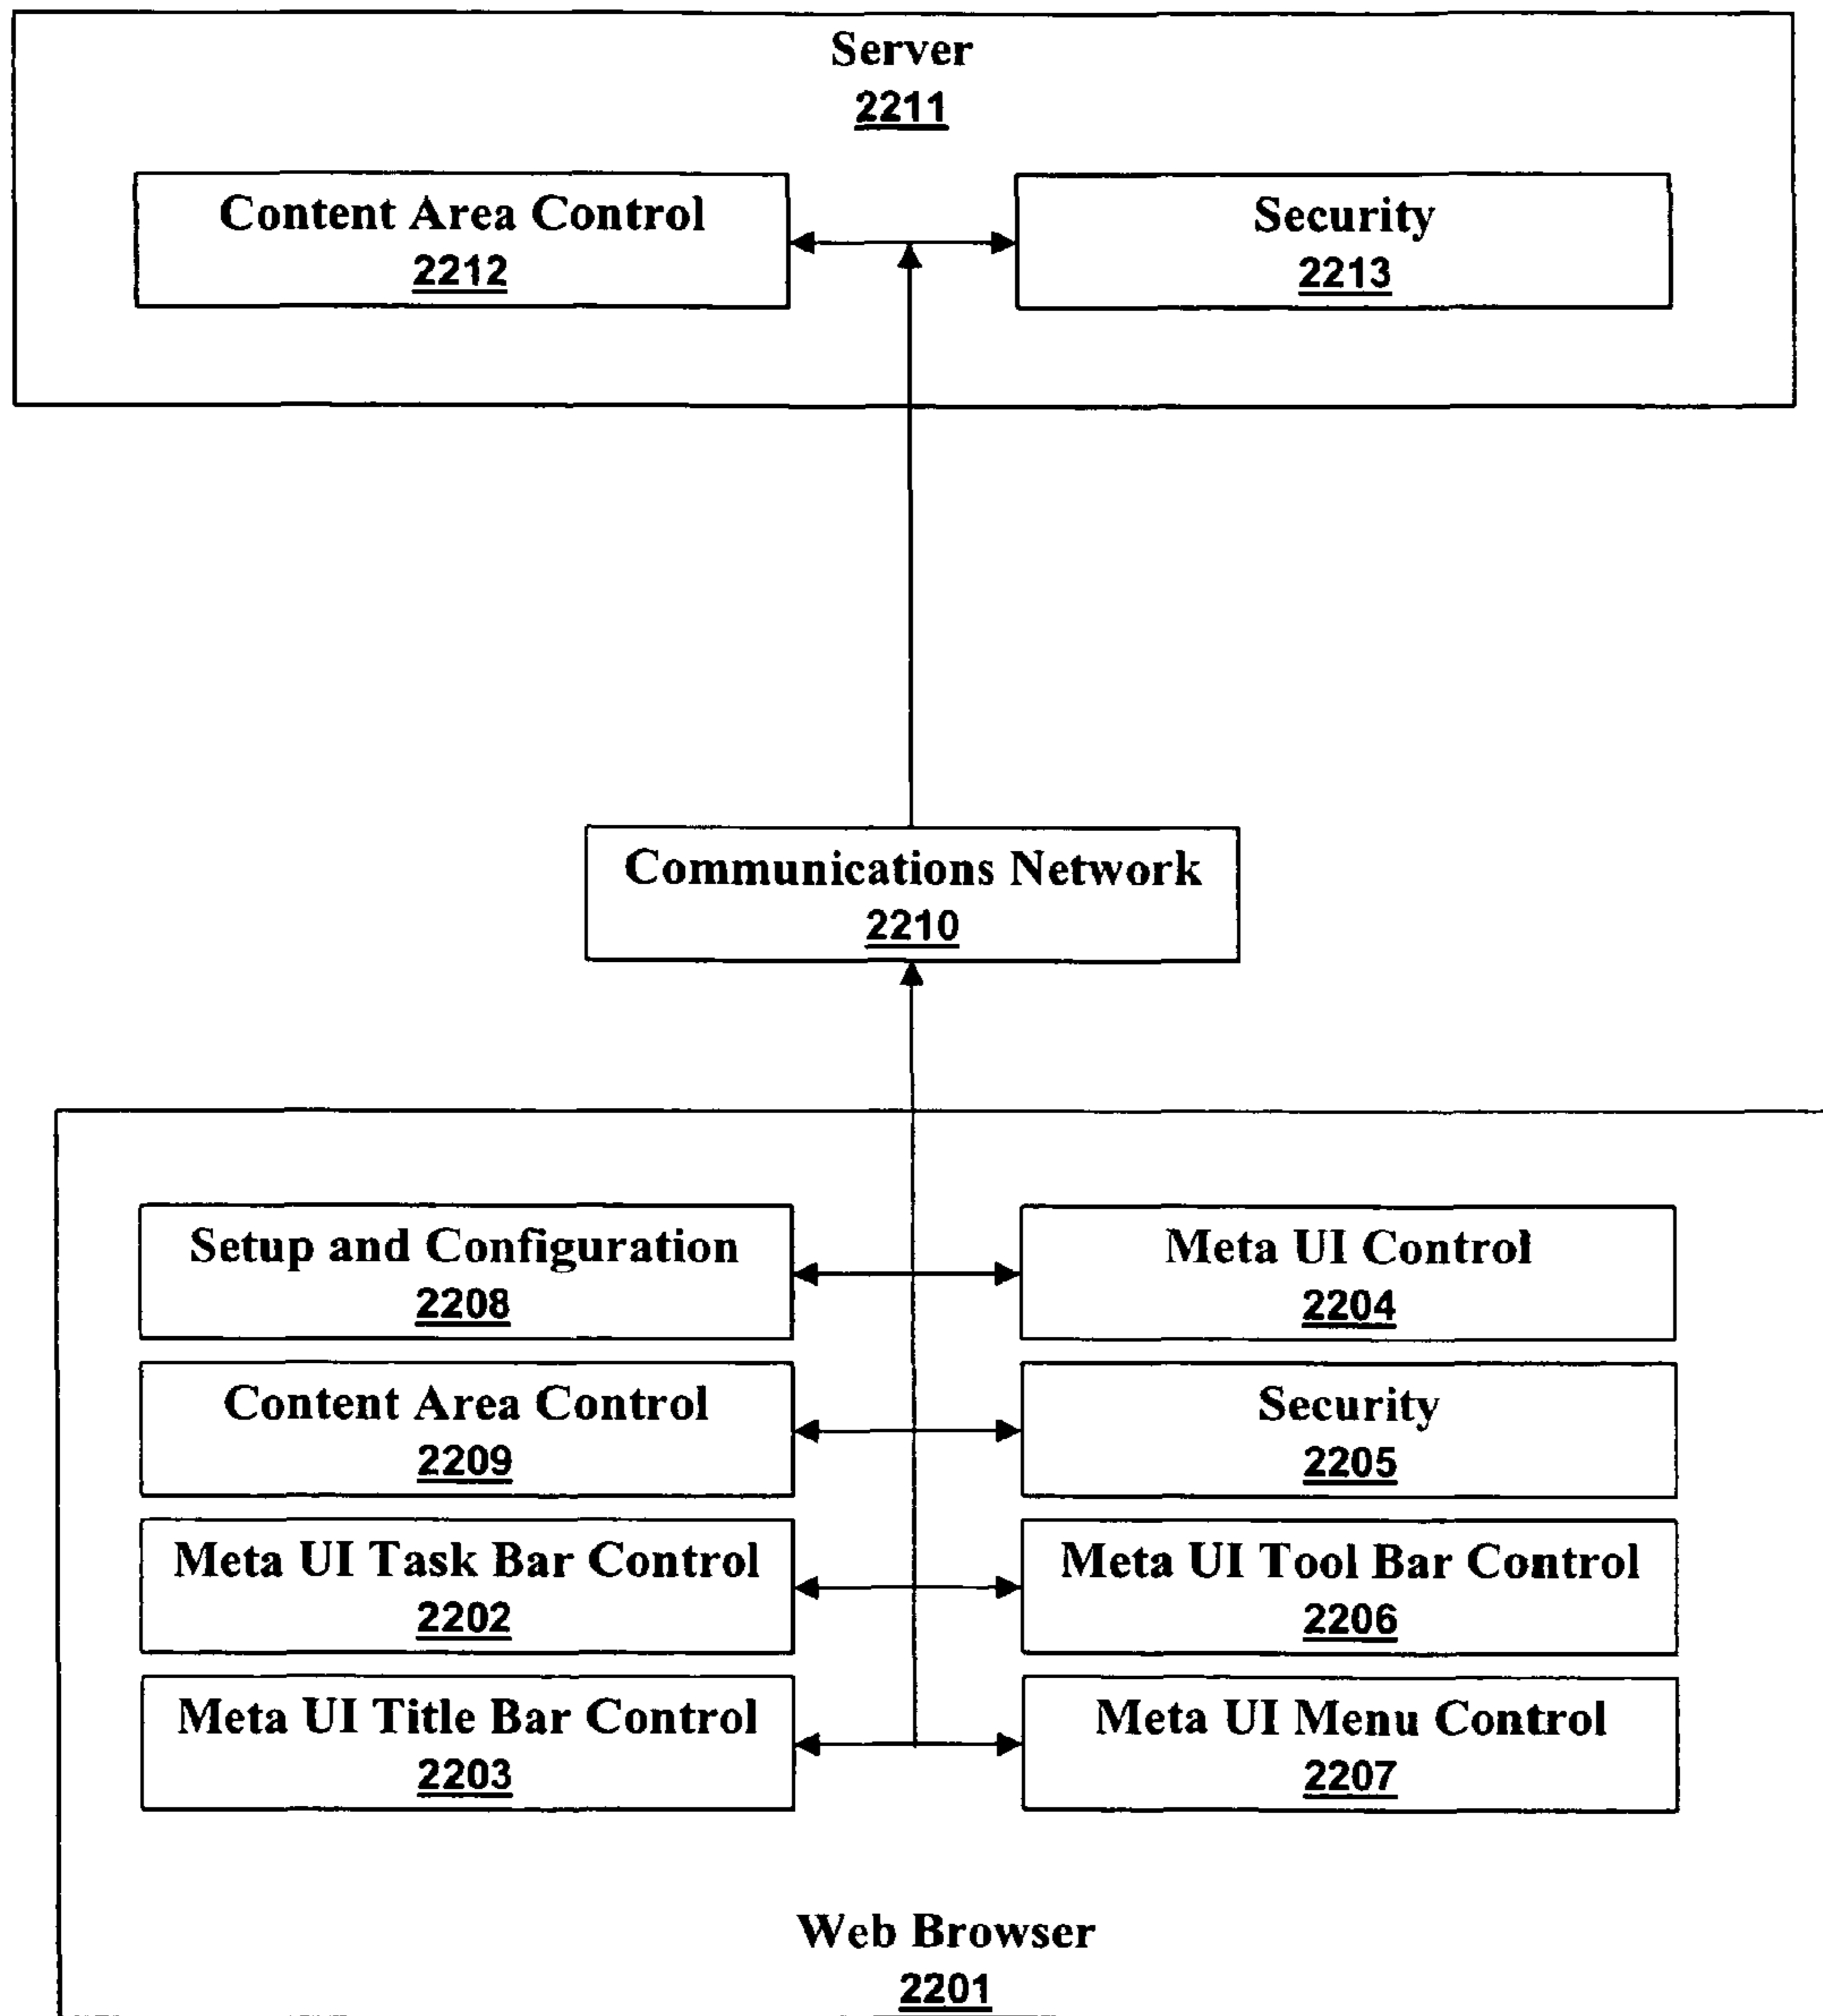 Server
2211
Content Area Control
2212
Security
2213
Communications Network
2210
Setup and Configuration
2208
Meta UI Control
2204
Content Area Control
2209
Security
2205
Meta UI Task Bar Control
2202
Meta UI Tool Bar Control
2206
Meta UI Title Bar Control
2203
Meta UI Menu Control
2207
Web Browser
2201